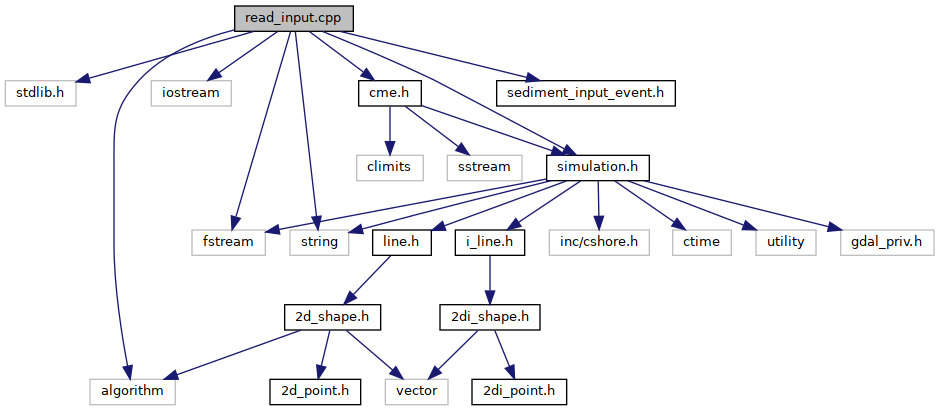 read_input.cpp
stdlib.h
iostream
cme.h
sediment_input_event.h
climits
sstream
simulation.h
fstream
string
line.h
i_line.h
inc/cshore.h
ctime
utility
gdal_priv.h
2d_shape.h
2di_shape.h
algorithm
2d_point.h
vector
2di_point.h